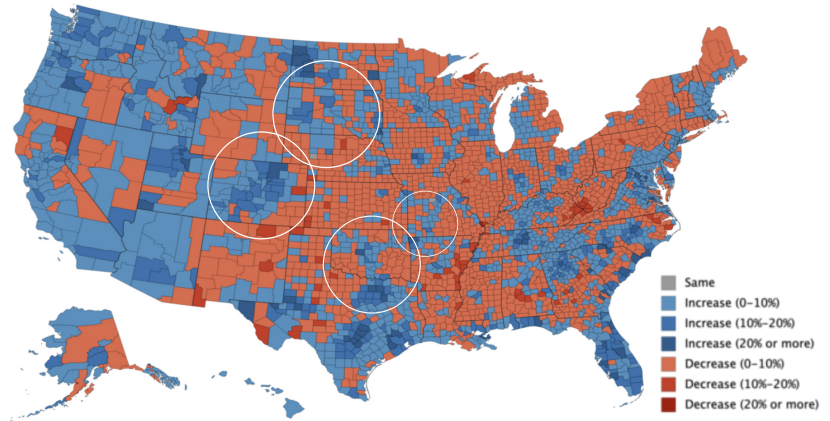 Same
Increase (0–10%)
Increase (10%–20%)
Increase (20% or more)
Decrease (0–10%)
Decrease (10%–20%)
Decrease (20% or more)